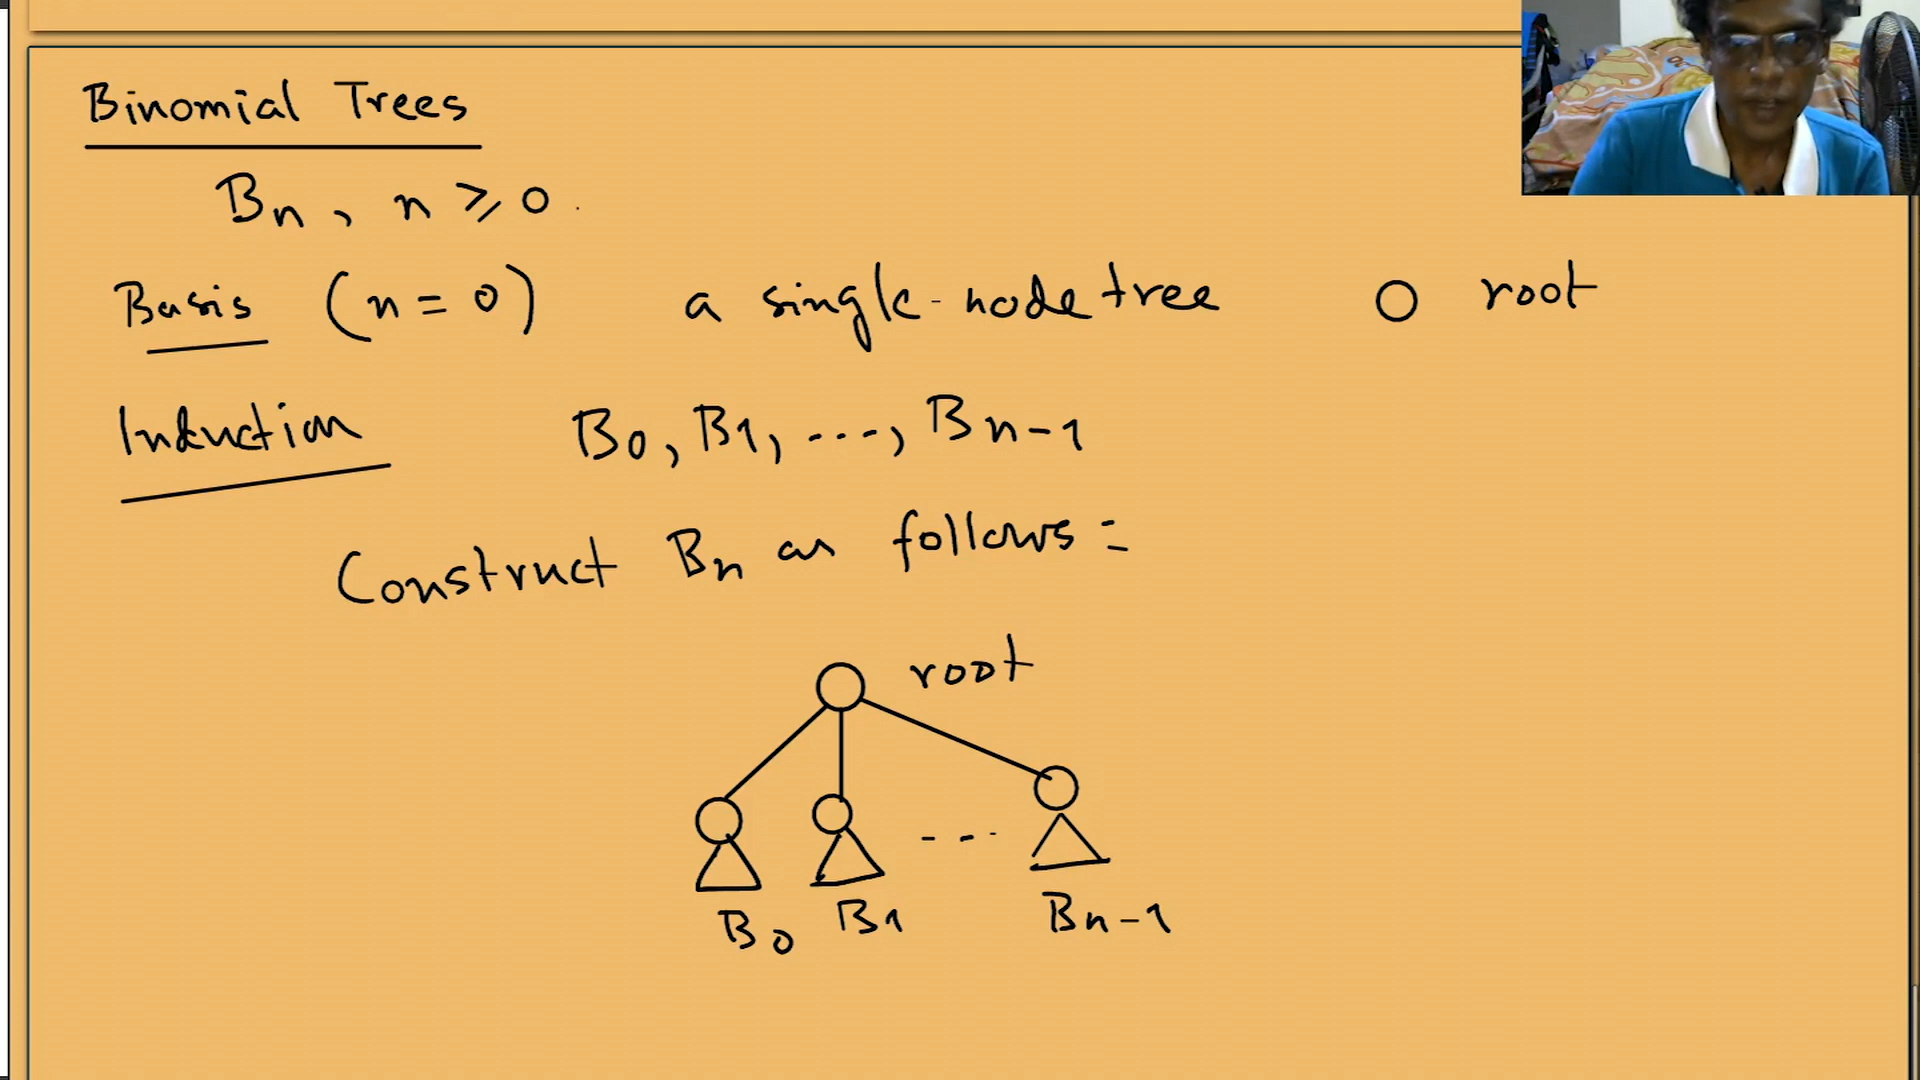 Binomial Trees
Bn, n ≥ 0.
Basis (n = 0) a single-node tree root
Induction B0, B1, ..., Bn-1
Construct Bn as follows:
root
B0 B1 --- Bn-1